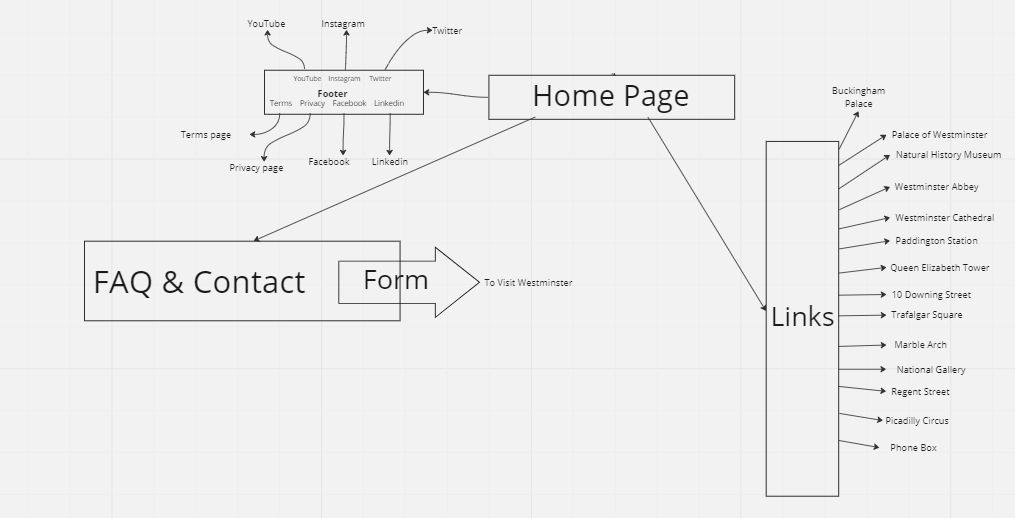 YouTube
Instagram
Twitter
YouTube Instagram Twitter
Footer
Terms Privacy Facebook Linkedin
Terms page
Privacy page
Facebook
Linkedin
Home Page
FAQ & Contact
Form
To Visit Westminster
Links
Buckingham
Palace
Palace of Westminster
Natural History Museum
Westminster Abbey
Westminster Cathedral
Paddington Station
Queen Elizabeth Tower
10 Downing Street
Trafalgar Square
Marble Arch
National Gallery
Regent Street
Picadilly Circus
Phone Box